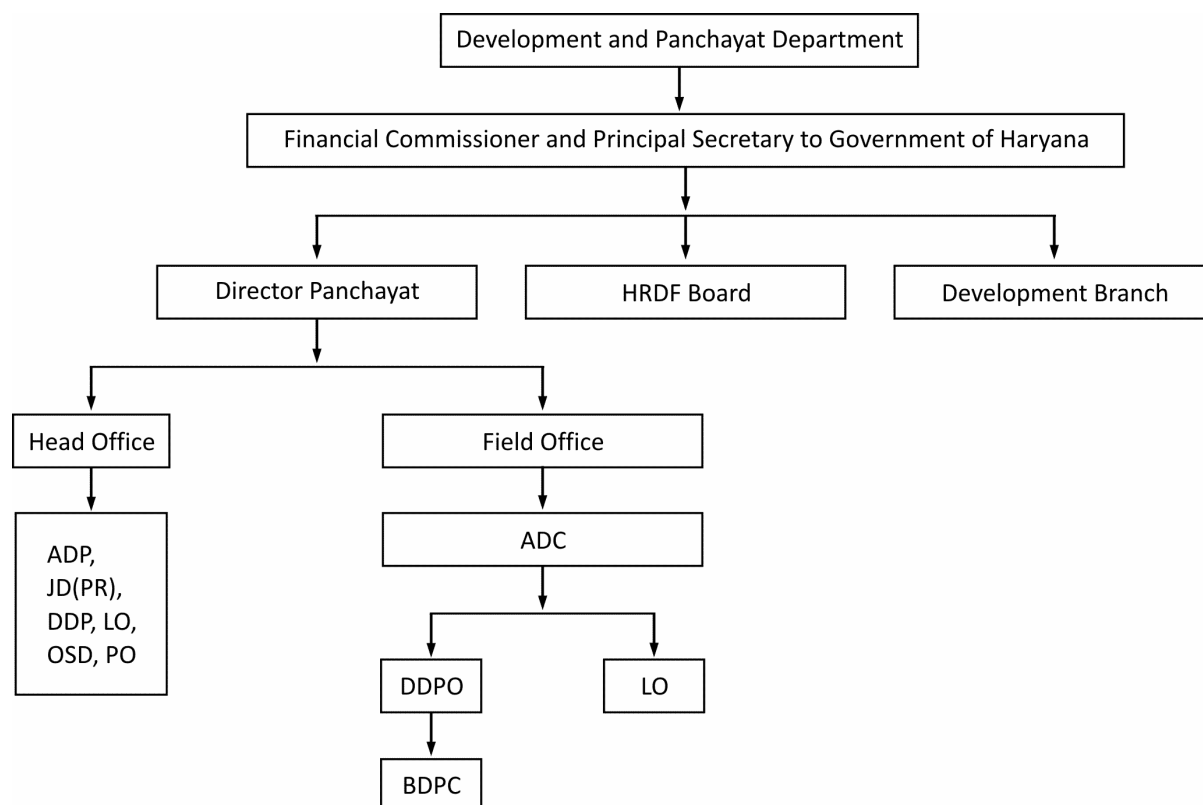 Development and Panchayat Department
Financial Commissioner and Principal Secretary to Government of Haryana
Director Panchayat
HRDF Board
Development Branch
Head Office
Field Office
ADP,
JD(PR),
DDP, LO,
OSD, PO
ADC
DDPO
LO
BDPC